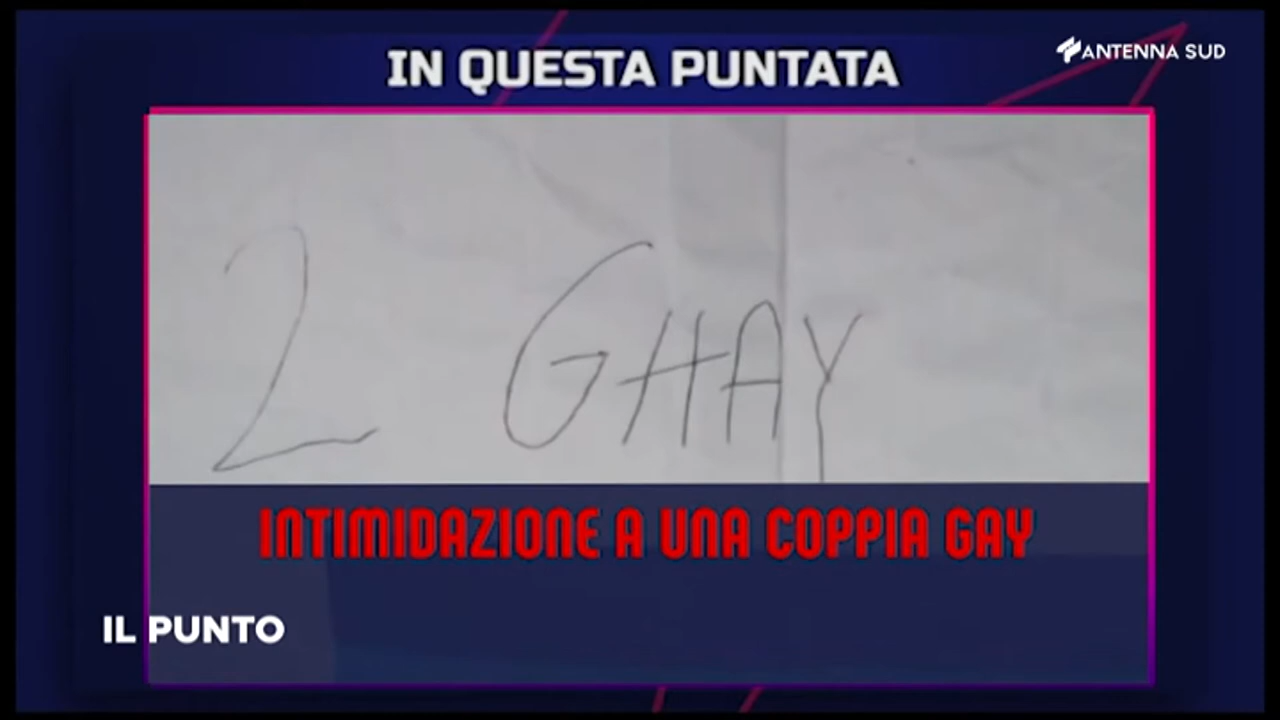 IN QUESTA PUNTATA
ANTENNA SUD
2 GHAY
INTIMIDAZIONE A UNA COPPIA GAY
IL PUNTO